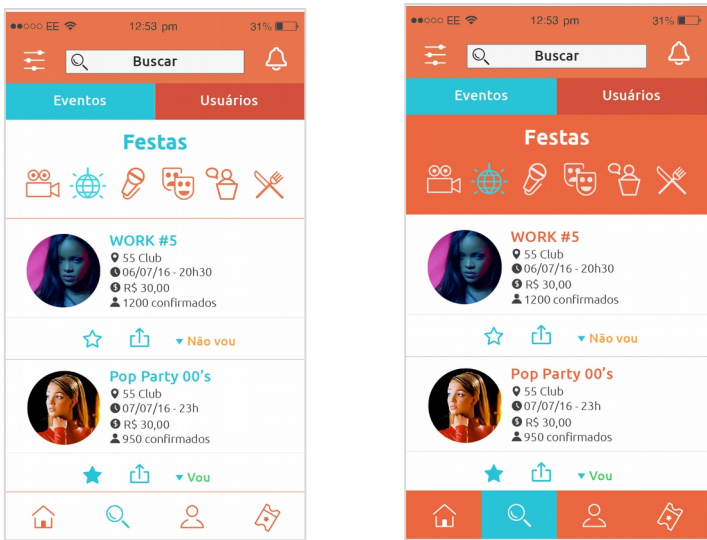 EE 12:53 pm 31%
Buscar
Eventos Usuários
Festas
WORK #5
55 Club
06/07/16 - 20h30
R$ 30,00
1200 confirmados
Não vou
Pop Party 00's
55 Club
07/07/16 - 23h
R$ 30,00
950 confirmados
Vou
EE 12:53 pm 31%
Buscar
Eventos Usuários
Festas
WORK #5
55 Club
06/07/16 - 20h30
R$ 30,00
1200 confirmados
Não vou
Pop Party 00's
55 Club
07/07/16 - 23h
R$ 30,00
950 confirmados
Vou